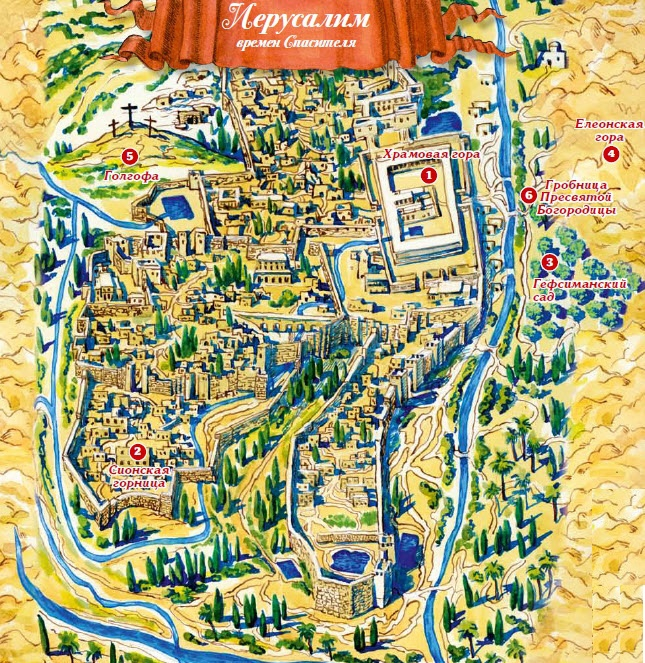 Иерусалим
времен Спасителя
Елеонская
гора
4
5
Голгофа
Храмовая гора
1
6
Гробница
Пресвятой
Богородицы
3
Гефсиманский
сад
2
Сионская
горница